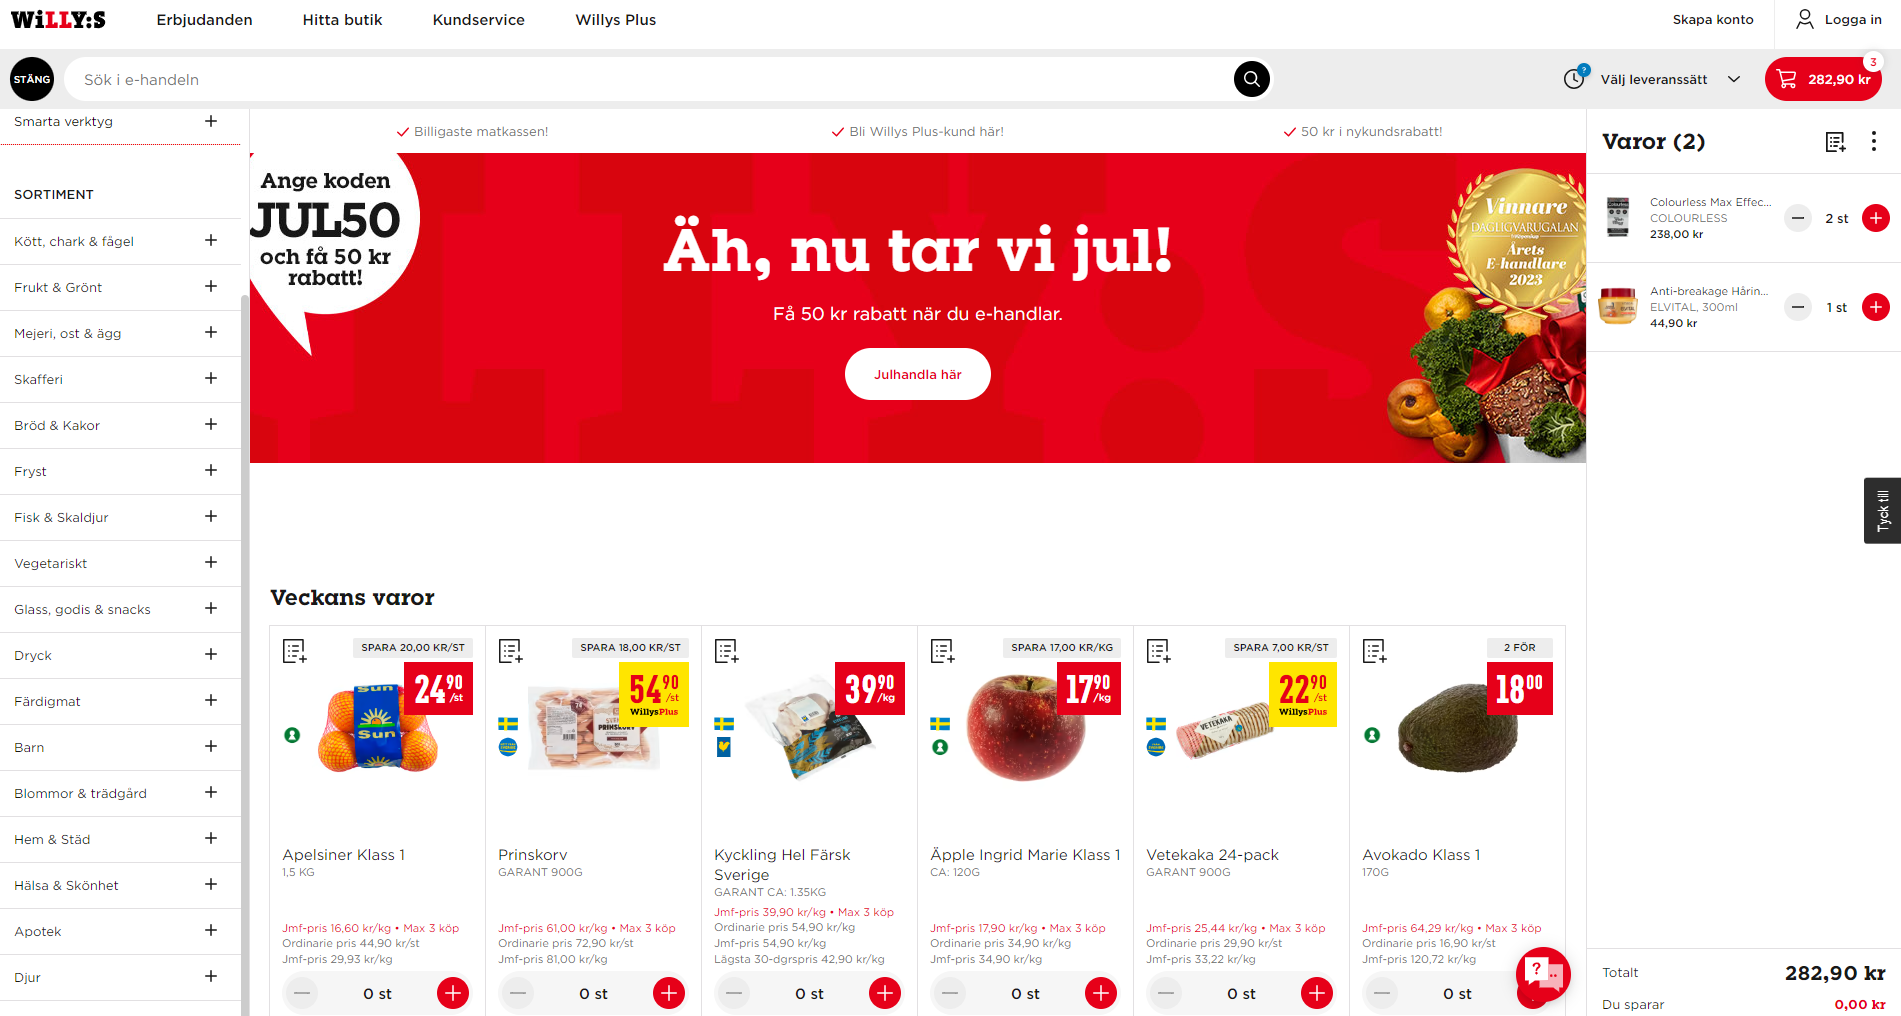 WiLLY:S
Erbjudanden
Hitta butik
Kundservice
Willys Plus
Skapa konto
Logga in
STÄNG
Sök i e-handeln
?
Välj leveranssätt
282,90 kr
3
Smarta verktyg
SORTIMENT
Kött, chark & fågel
Frukt & Grönt
Mejeri, ost & ägg
Skafferi
Bröd & Kakor
Fryst
Fisk & Skaldjur
Vegetariskt
Glass, godis & snacks
Dryck
Färdigmat
Barn
Blommor & trädgård
Hem & Städ
Hälsa & Skönhet
Apotek
Djur
Billigaste matkassen!
Bli Willys Plus-kund här!
50 kr i nykundsrabatt!
Ange koden
JUL50
och få 50 kr
rabatt!
Äh, nu tar vi jul!
Få 50 kr rabatt när du e-handlar.
Julhandla här
Vinnare
DAGLIGVARUGALAN
Årets
E-handlare
2023
Veckans varor
SPARA 20,00 KR/ST
24 90
/st
Sun
Sun
Apelsiner Klass 1
1,5 KG
Jmf-pris 16,60 kr/kg • Max 3 köp
Ordinarie pris 44,90 kr/st
Jmf-pris 29,93 kr/kg
0 st
SPARA 18,00 KR/ST
54 90
/st
WillysPlus
PRINSKORV
Prinskorv
GARANT 900G
Jmf-pris 61,00 kr/kg • Max 3 köp
Ordinarie pris 72,90 kr/st
Jmf-pris 81,00 kr/kg
0 st
39 90
/kg
Kyckling Hel Färsk
Sverige
GARANT CA: 1.35KG
Jmf-pris 39,90 kr/kg • Max 3 köp
Ordinarie pris 54,90 kr/kg
Jmf-pris 54,90 kr/kg
Lägsta 30-dgrspris 42,90 kr/kg
0 st
SPARA 17,00 KR/KG
17 90
/kg
Äpple Ingrid Marie Klass 1
CA: 120G
Jmf-pris 17,90 kr/kg • Max 3 köp
Ordinarie pris 34,90 kr/kg
Jmf-pris 34,90 kr/kg
0 st
SPARA 7,00 KR/ST
22 90
/st
WillysPlus
VETEKAKA
Vetekaka 24-pack
GARANT 900G
Jmf-pris 25,44 kr/kg • Max 3 köp
Ordinarie pris 29,90 kr/st
Jmf-pris 33,22 kr/kg
0 st
2 FÖR
18 00
Avokado Klass 1
170G
Jmf-pris 64,29 kr/kg • Max 3 köp
Ordinarie pris 16,90 kr/st
Jmf-pris 120,72 kr/kg
0 st
?
Varor (2)
Colourless Max Effec...
COLOURLESS
238,00 kr
2 st
Anti-breakage Hårin...
ELVITAL, 300ml
44,90 kr
1 st
Tyck till
Totalt
282,90 kr
Du sparar
0,00 kr